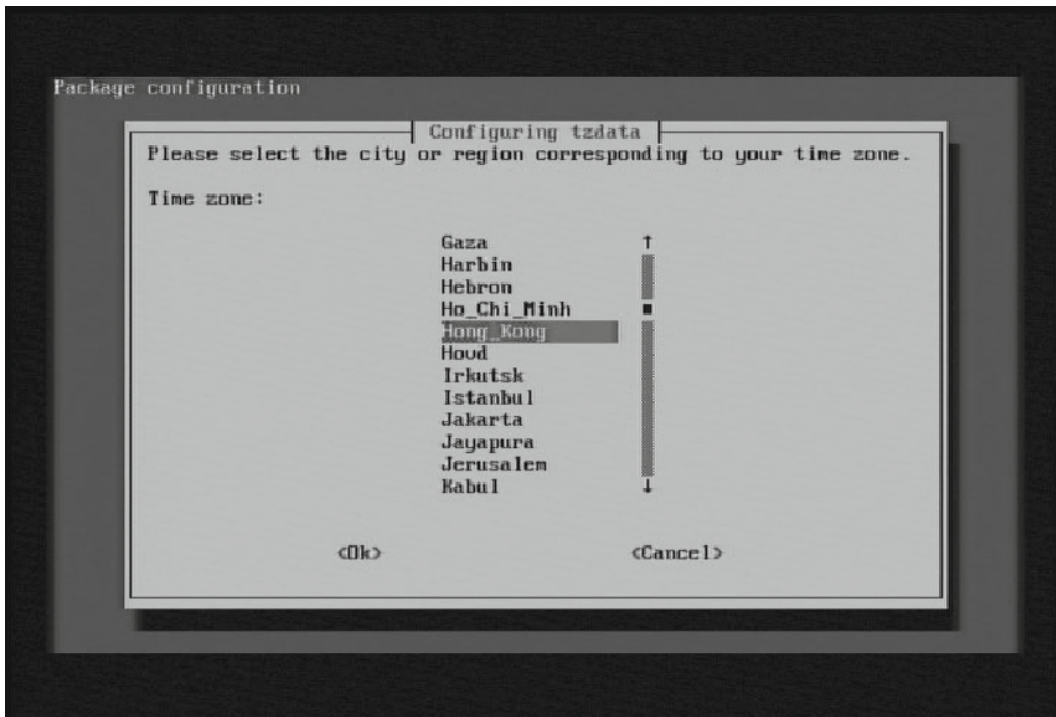 Package configuration
Configuring tzdata
Please select the city or region corresponding to your time zone.
Time zone:
Gaza
Harbin
Hebron
Ho_Chi_Minh
Hong_Kong
Hovd
Irkutsk
Istanbul
Jakarta
Jayapura
Jerusalem
Kabul
<Ok> <Cancel>